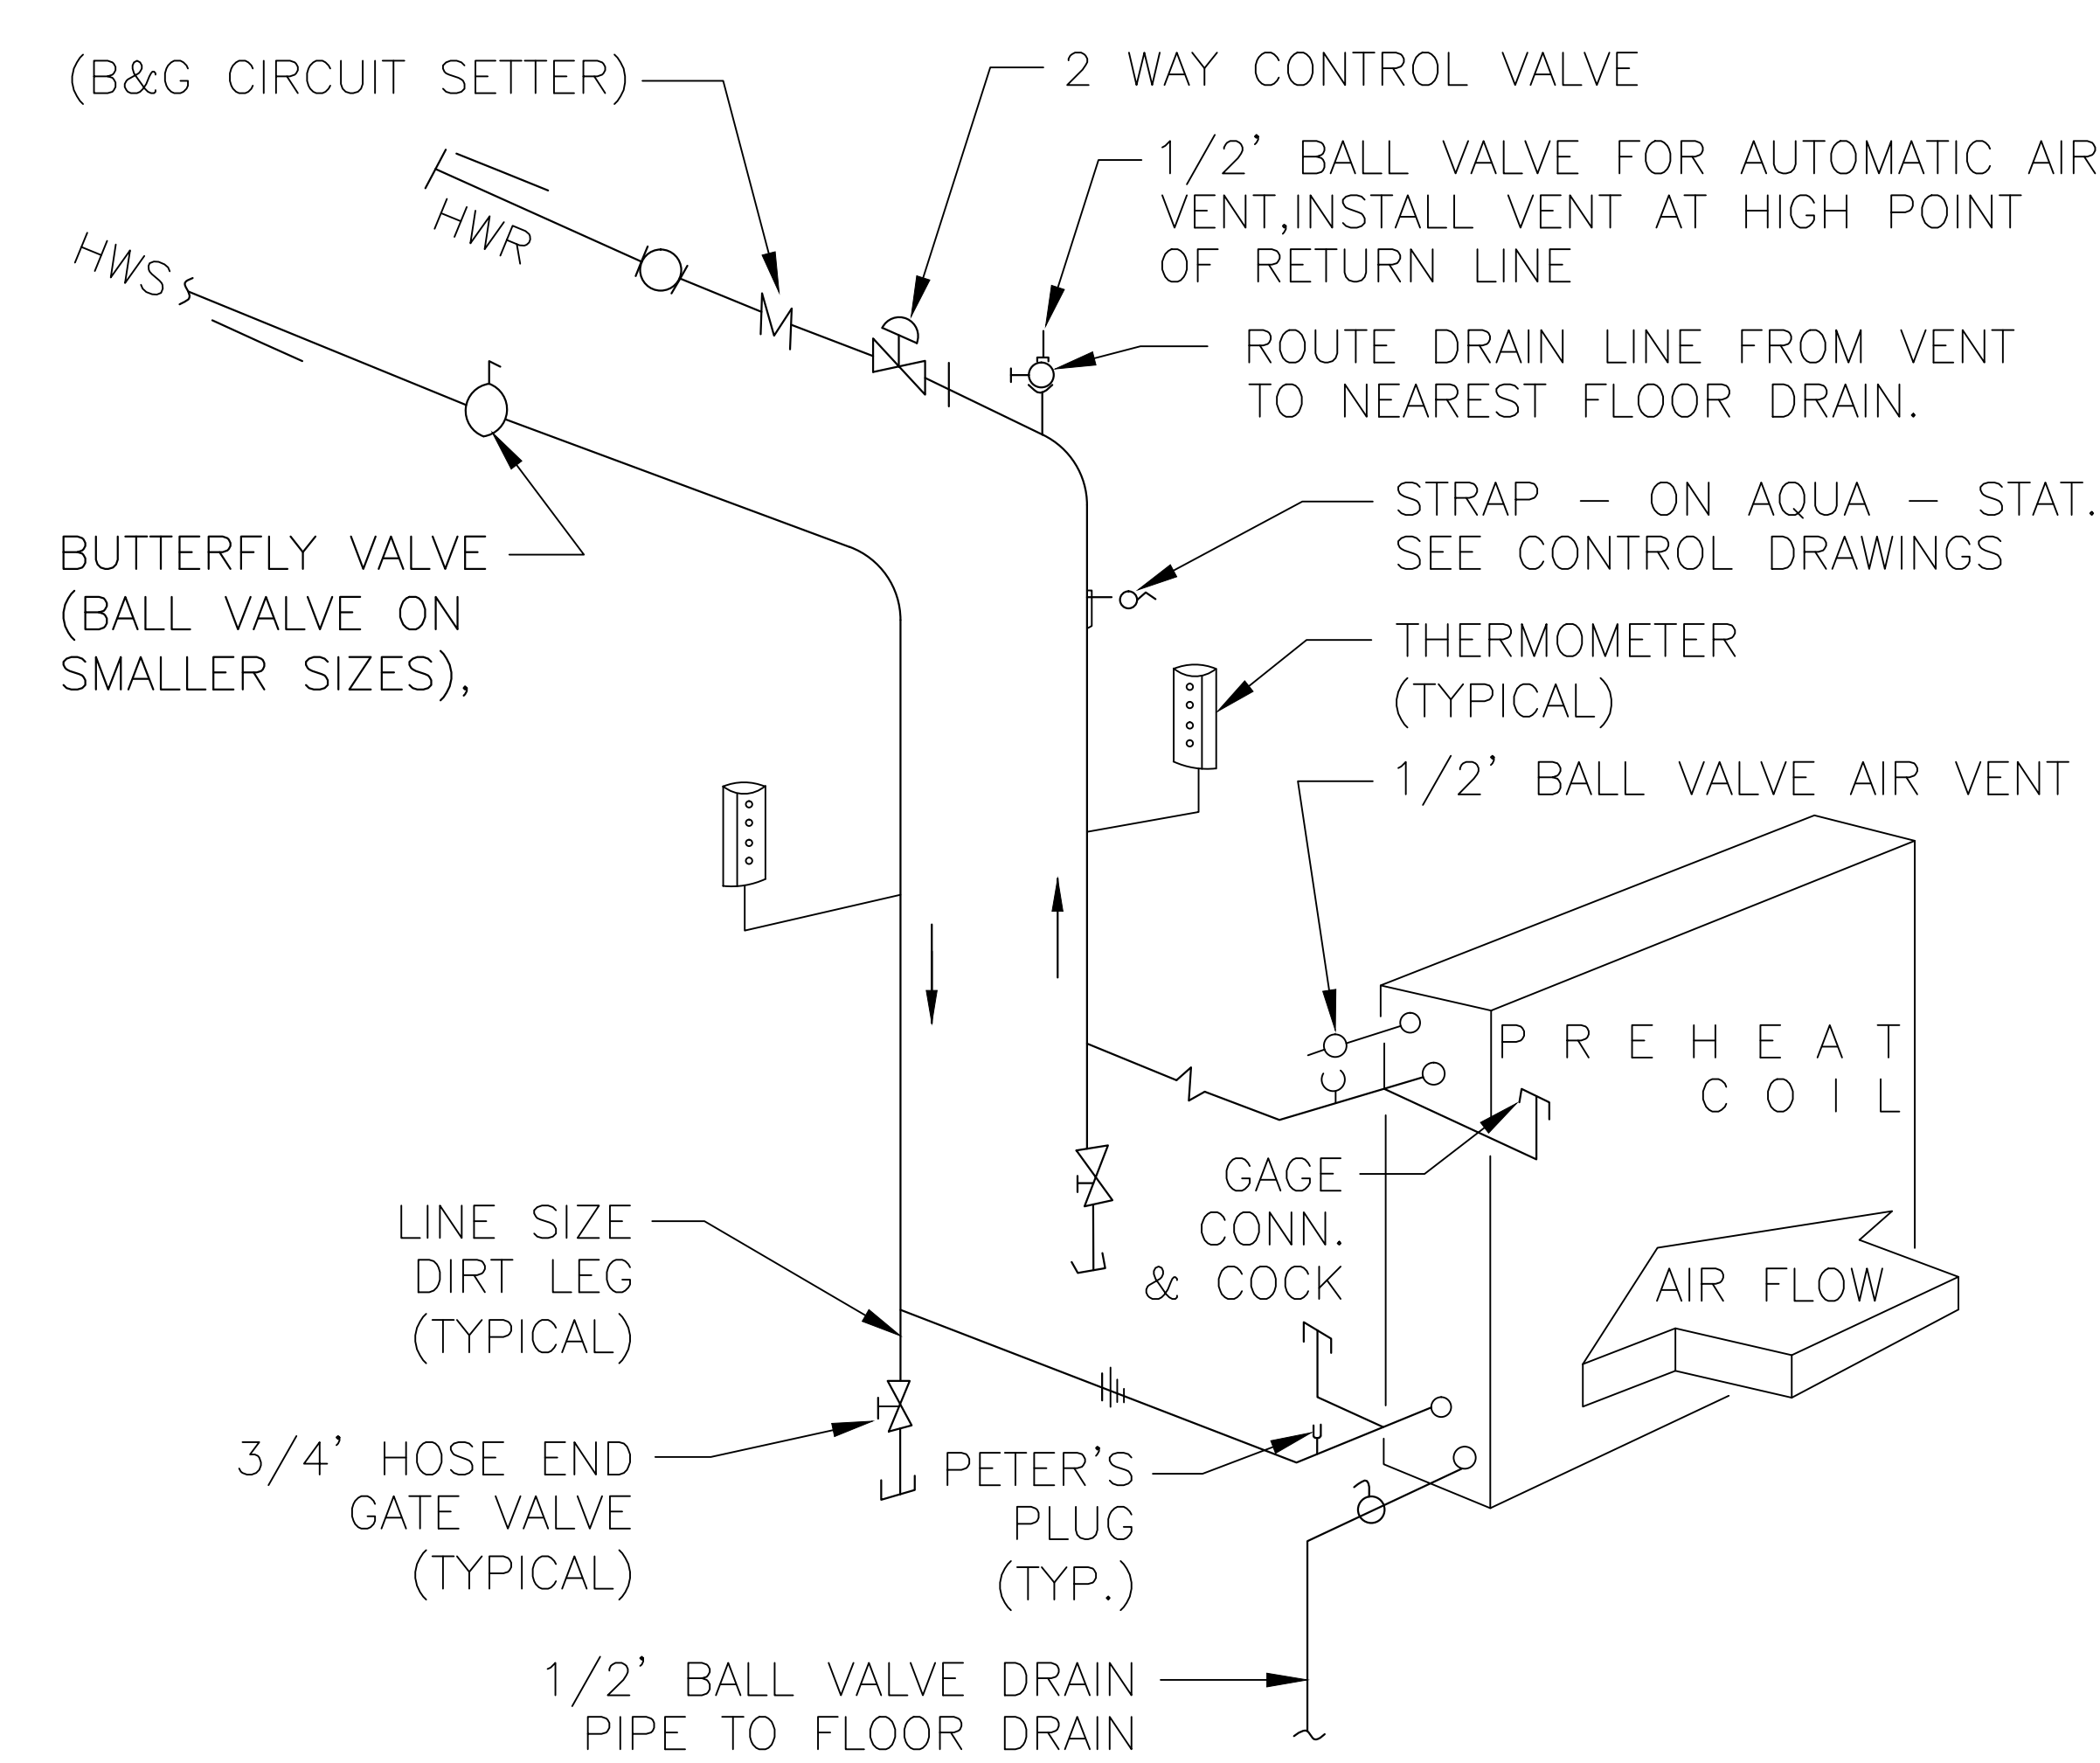 (B&G CIRCUIT SETTER)
2 WAY CONTROL VALVE
1/2' BALL VALVE FOR AUTOMATIC AIR
VENT,INSTALL VENT AT HIGH POINT
OF RETURN LINE
HWR
HWS
ROUTE DRAIN LINE FROM VENT
TO NEAREST FLOOR DRAIN.
STRAP - ON AQUA - STAT.
SEE CONTROL DRAWINGS
BUTTERFLY VALVE
(BALL VALVE ON
SMALLER SIZES),
THERMOMETER
(TYPICAL)
1/2' BALL VALVE AIR VENT
PREHEAT
COIL
GAGE
CONN.
& COCK
LINE SIZE
DIRT LEG
(TYPICAL)
AIR FLOW
3/4' HOSE END
GATE VALVE
(TYPICAL)
PETER'S
PLUG
(TYP.)
1/2' BALL VALVE DRAIN
PIPE TO FLOOR DRAIN